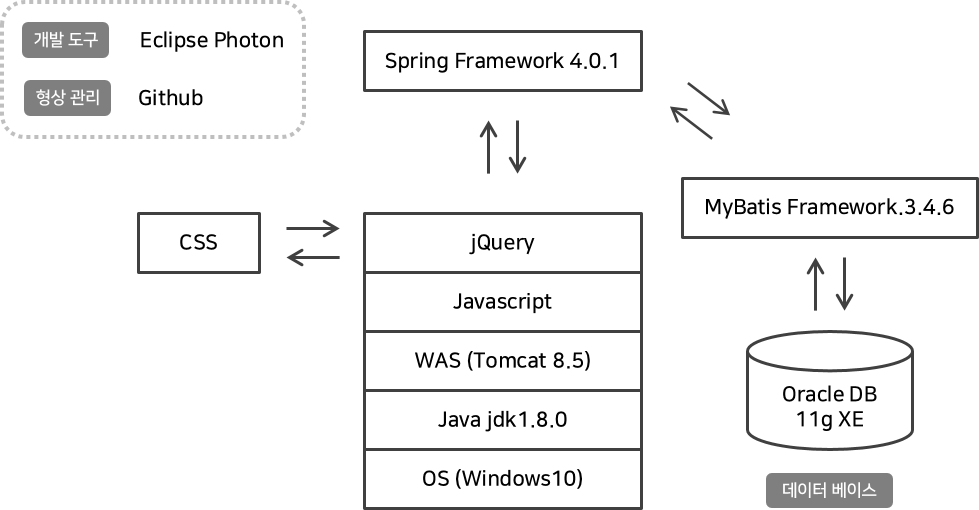 개발 도구 Eclipse Photon
형상 관리 Github
Spring Framework 4.0.1
MyBatis Framework.3.4.6
CSS
jQuery
Javascript
WAS (Tomcat 8.5)
Java jdk1.8.0
OS (Windows10)
Oracle DB
11g XE
데이터 베이스